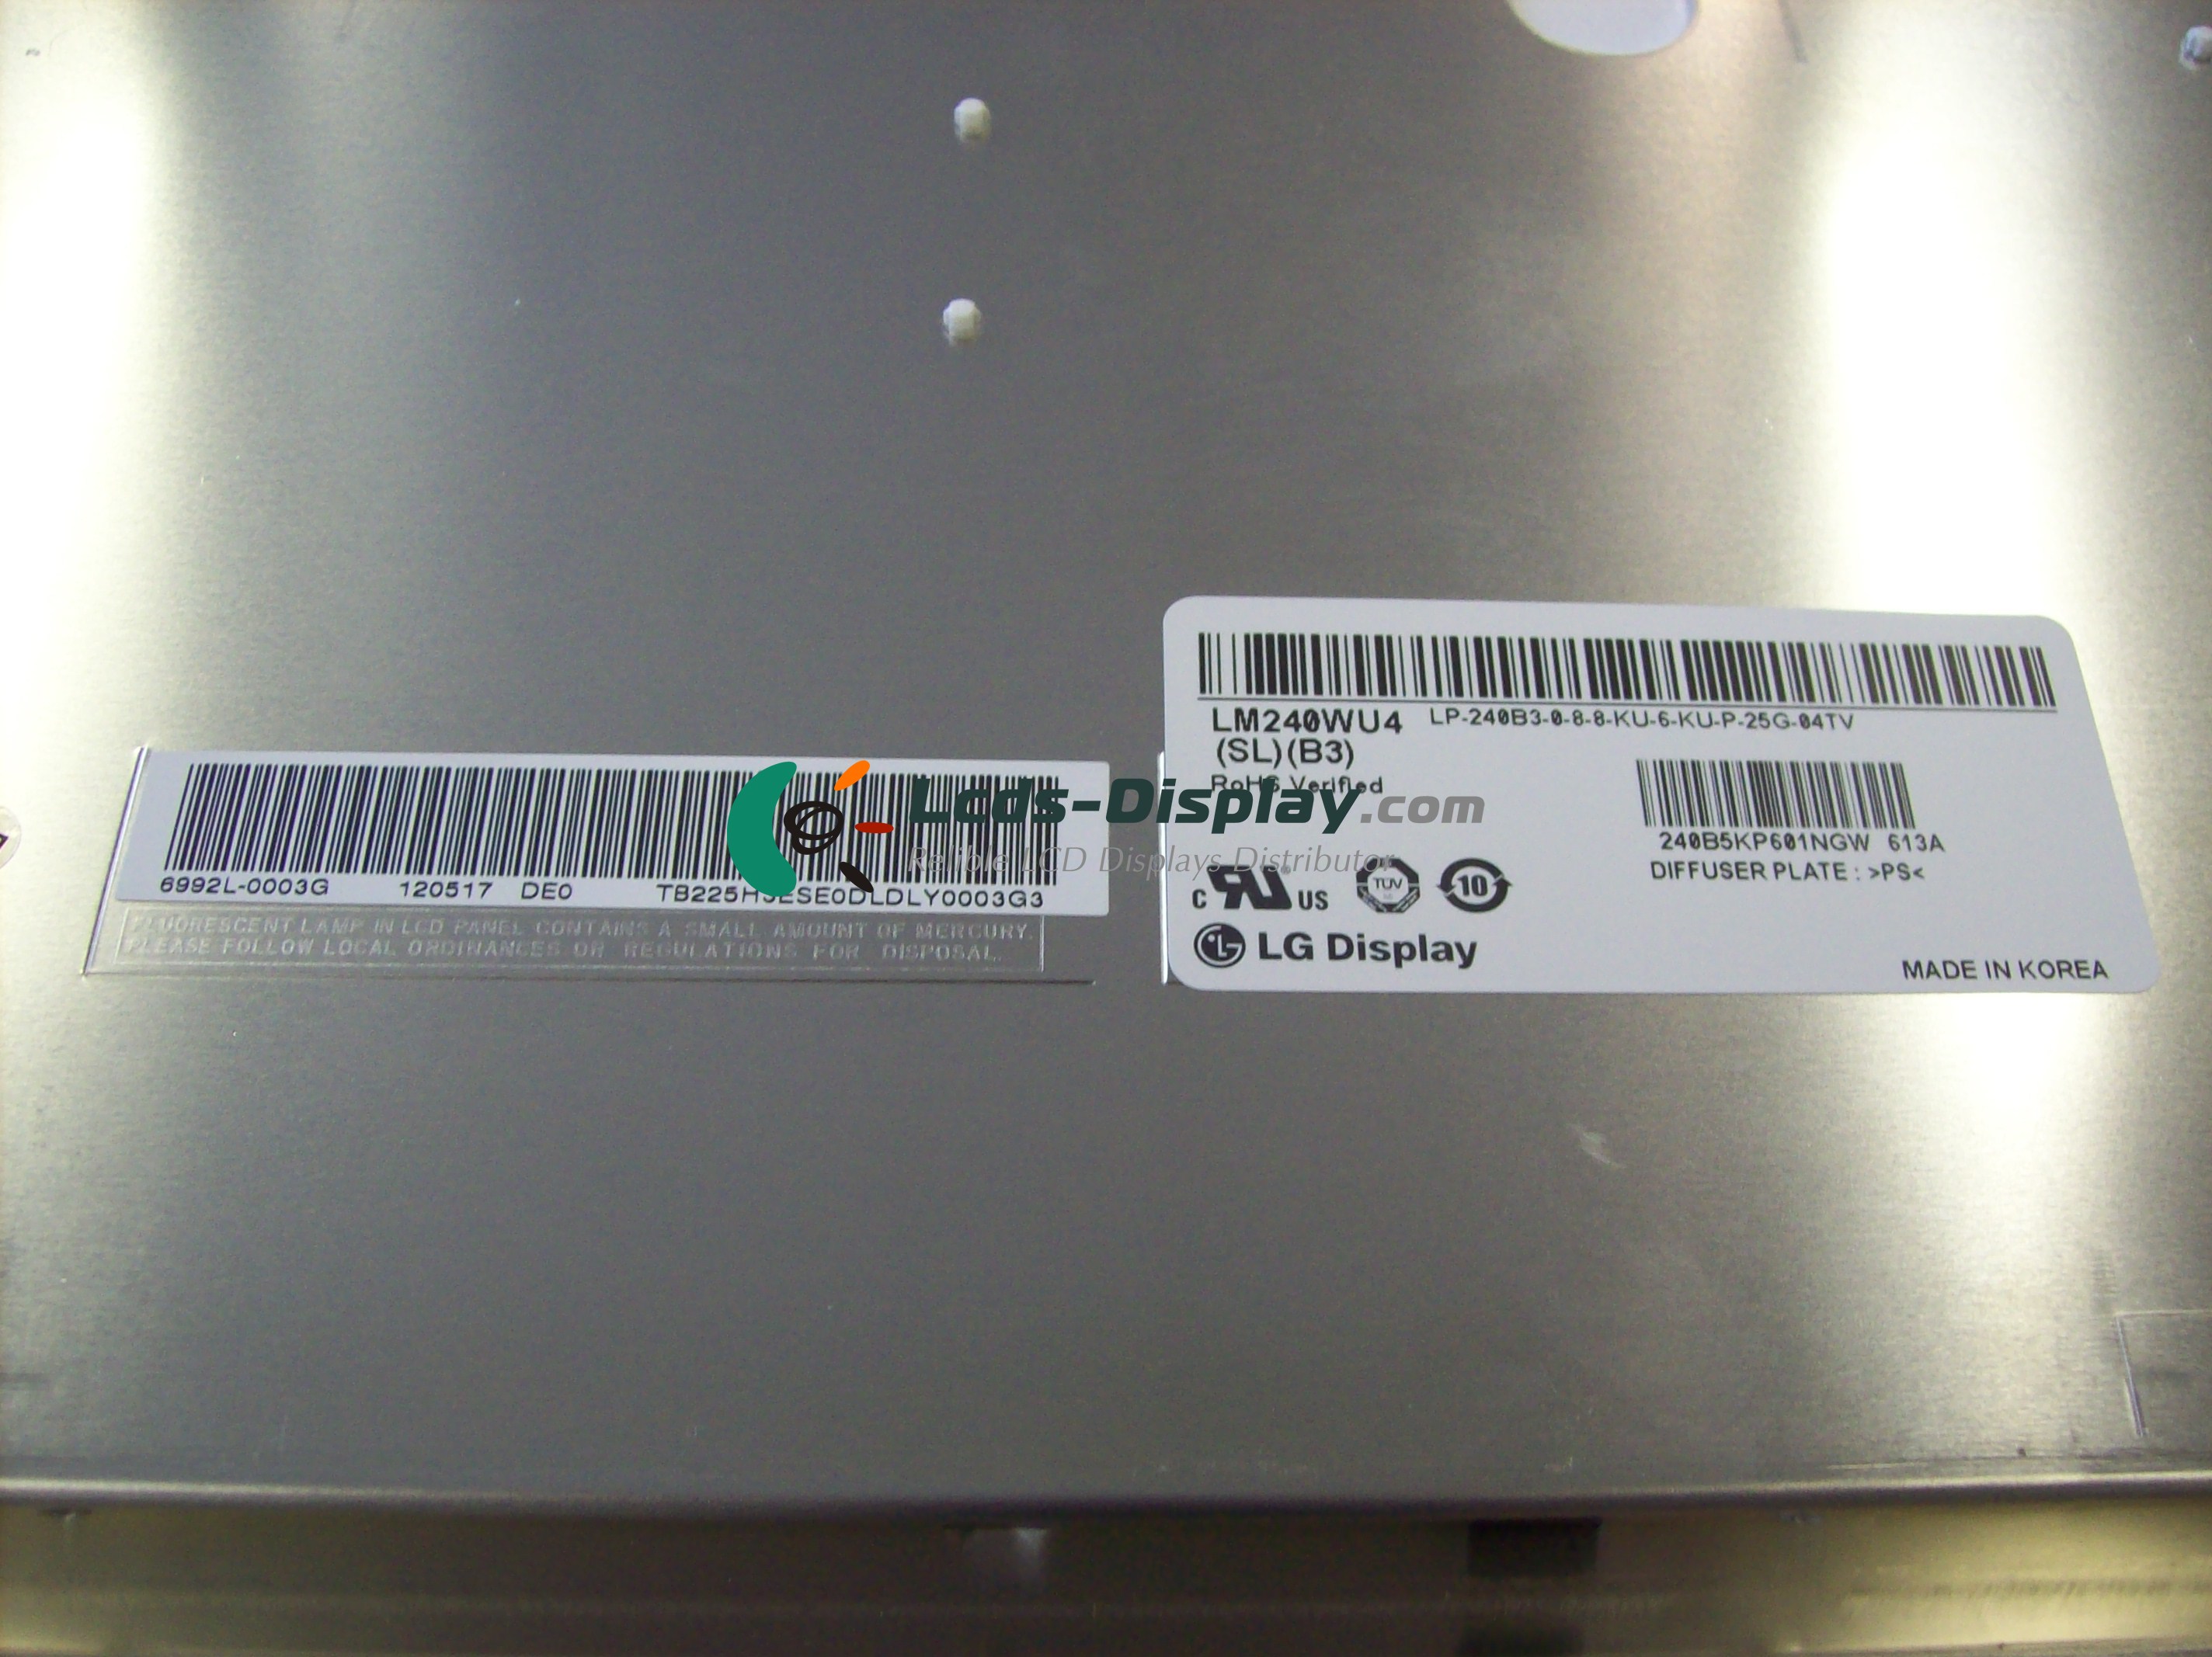 LM240WU4 LP-240B3-0-8-8-KU-6-KU-P-25G-04TV
(SL)(B3)
RoHS Verified
240B5KP601NGW 613A
DIFFUSER PLATE : >PS<
C US TUV 10
LG Display
MADE IN KOREA
Lcds-Display.com
Relible LCD Displays Distributor
6992L-0003G 120517 DE0
FLUORESCENT LAMP IN LCD PANEL CONTAINS A SMALL AMOUNT OF MERCURY.
PLEASE FOLLOW LOCAL ORDINANCES OR REGULATIONS FOR DISPOSAL.